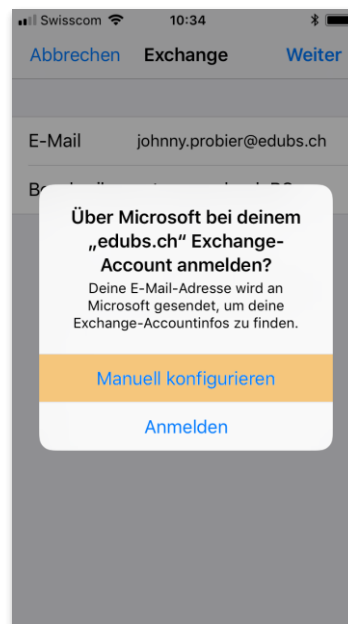 Swisscom 10:34
Abbrechen Exchange Weiter
E-Mail johnny.probier@edubs.ch
Über Microsoft bei deinem
„edubs.ch“ Exchange-
Account anmelden?
Deine E-Mail-Adresse wird an
Microsoft gesendet, um deine
Exchange-Accountinfos zu finden.
Manuell konfigurieren
Anmelden